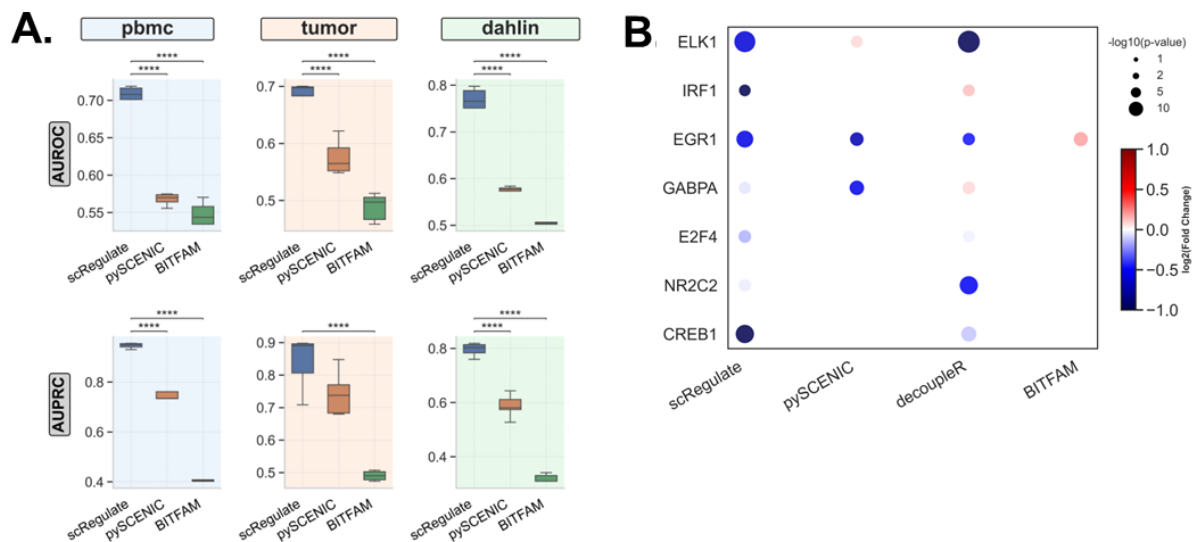 A.
pbmc
tumor
dahlin
AUROC
****
****
0.70
0.65
0.60
0.55
scRegulate
pySCENIC
BITFAM
****
****
0.7
0.6
0.5
scRegulate
pySCENIC
BITFAM
****
****
0.8
0.7
0.6
0.5
scRegulate
pySCENIC
BITFAM
AUPRC
****
****
0.8
0.6
0.4
scRegulate
pySCENIC
BITFAM
****
0.9
0.8
0.7
0.6
0.5
scRegulate
pySCENIC
BITFAM
****
****
0.8
0.6
0.4
scRegulate
pySCENIC
BITFAM
B
ELK1
IRF1
EGR1
GABPA
E2F4
NR2C2
CREB1
scRegulate
pySCENIC
decoupleR
BITFAM
-log10(p-value)
1
2
5
10
1.0
0.5
0.0
−0.5
−1.0
log2(Fold Change)